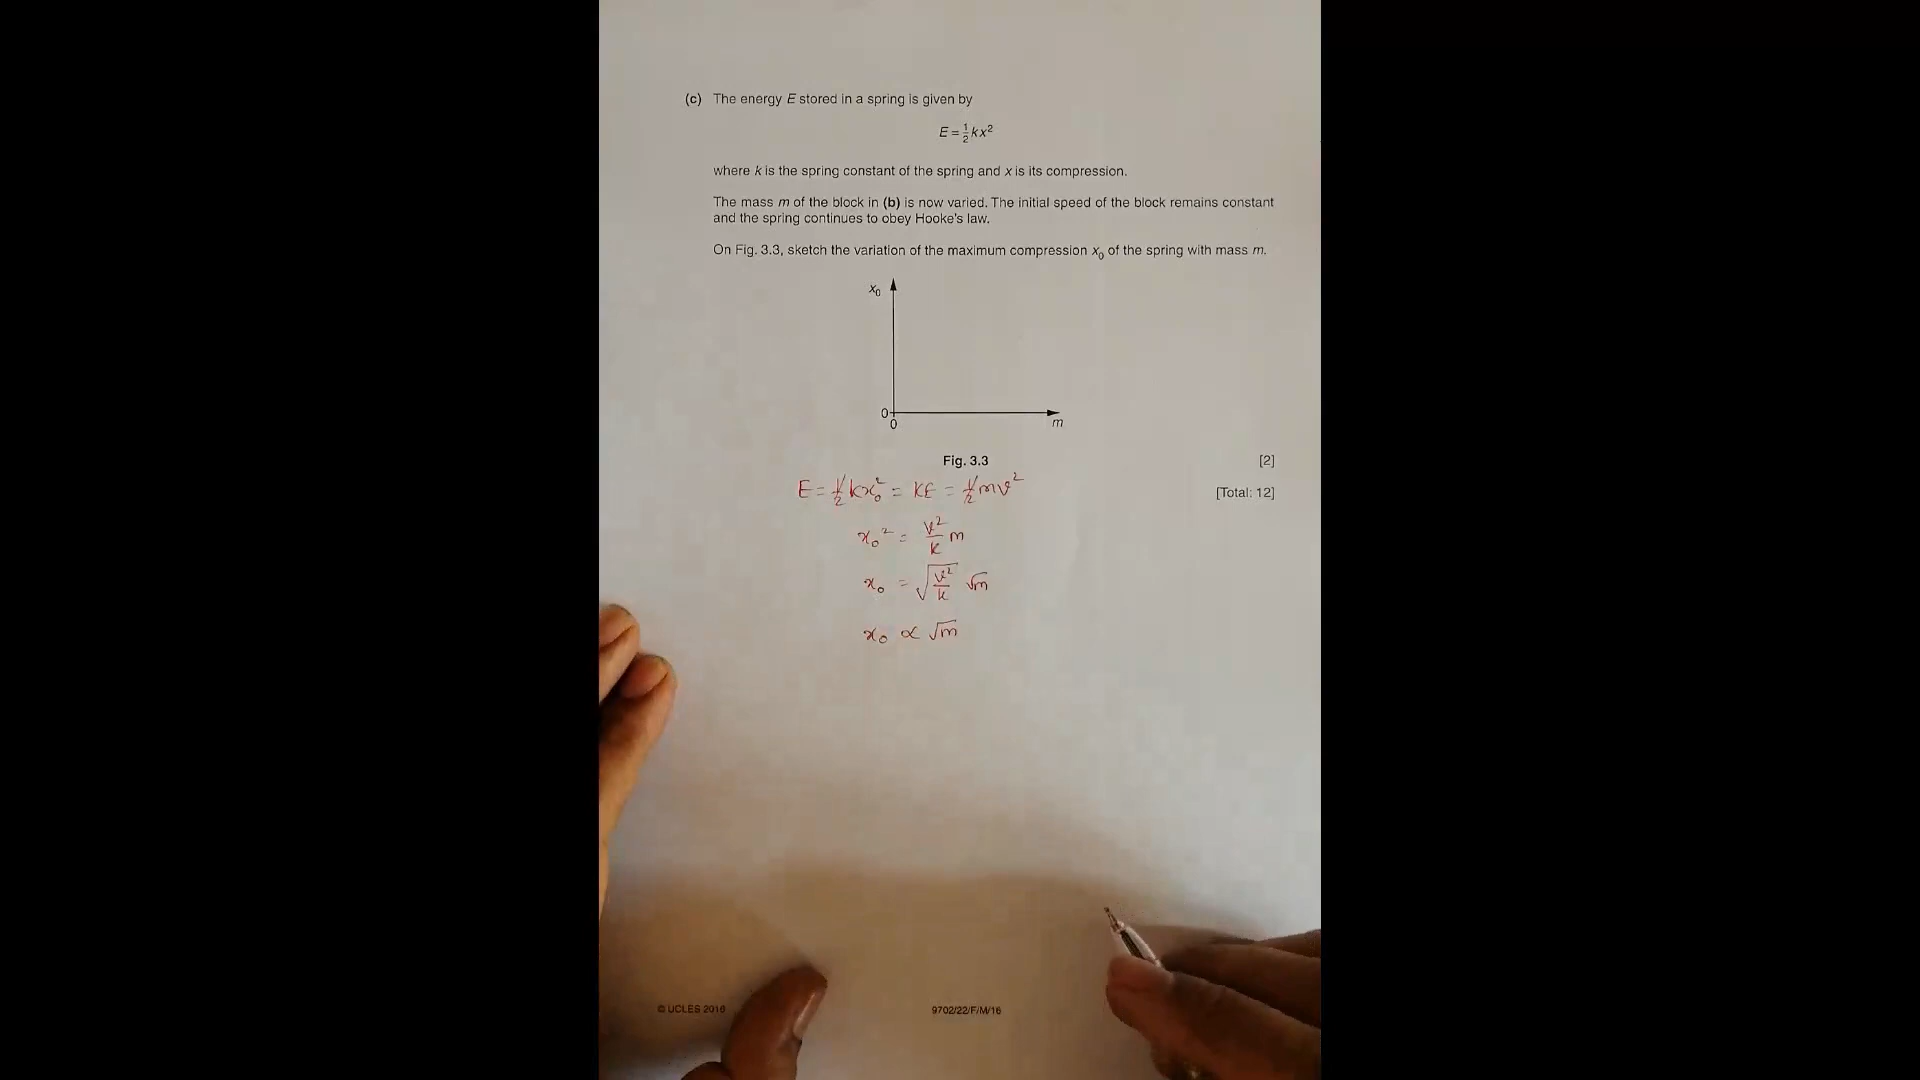 (c) The energy E stored in a spring is given by
E = ½kx²
where k is the spring constant of the spring and x is its compression.
The mass m of the block in (b) is now varied. The initial speed of the block remains constant
and the spring continues to obey Hooke's law.
On Fig. 3.3, sketch the variation of the maximum compression x₀ of the spring with mass m.
x₀
0
0
m
Fig. 3.3
[2]
E = ½kx₀² = KE = ½mv²
[Total: 12]
x₀² = v²/k m
x₀ = √(v²/k) √m
x₀ ∝ √m
© UCLES 2016
9702/22/F/M/16